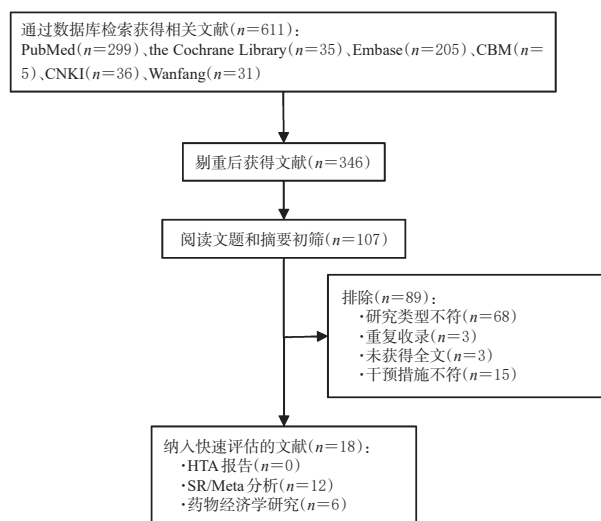 通过数据库检索获得相关文献(n=611)：
PubMed(n=299)、the Cochrane Library(n=35)、Embase(n=205)、CBM(n=
5)、CNKI(n=36)、Wanfang(n=31)
剔重后获得文献(n=346)
阅读文题和摘要初筛(n=107)
排除(n=89)：
·研究类型不符(n=68)
·重复收录(n=3)
·未获得全文(n=3)
·干预措施不符(n=15)
纳入快速评估的文献(n=18)：
·HTA报告(n=0)
·SR/Meta分析(n=12)
·药物经济学研究(n=6)